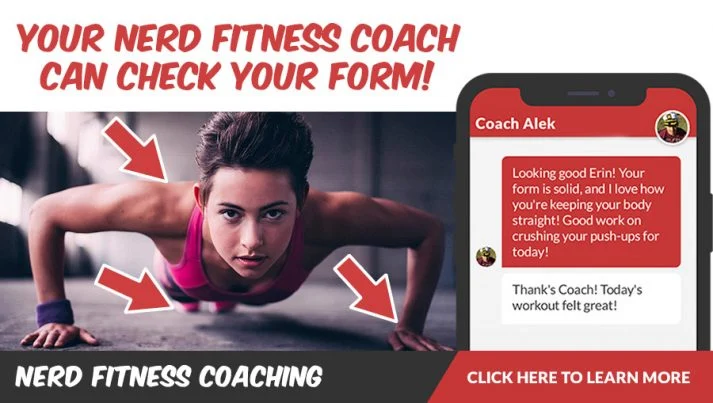 YOUR NERD FITNESS COACH
CAN CHECK YOUR FORM!
Coach Alek
Looking good Erin! Your
form is solid, and I love how
you're keeping your body
straight! Good work on
crushing your push-ups for
today!
Thank's Coach! Today's
workout felt great!
NERD FITNESS COACHING
CLICK HERE TO LEARN MORE